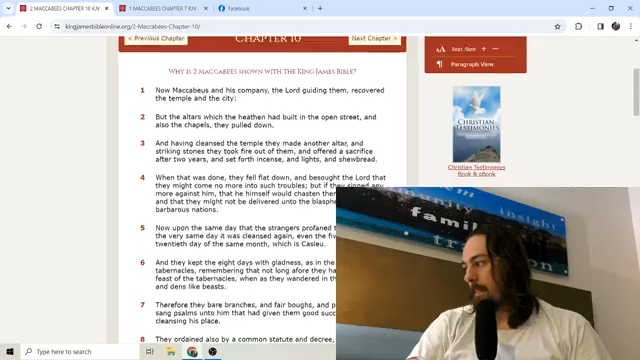 2 MACCABEES CHAPTER 10 KJV
1 MACCABEES CHAPTER 7 KJV
Facebook
kingjamesbibleonline.org/2-Maccabees-Chapter-10/
< Previous Chapter
CHAPTER 10
Next Chapter >
Text Size + −
Paragraph View.
WHY IS 2 MACCABEES SHOWN WITH THE KING JAMES BIBLE?
1 Now Maccabeus and his company, the Lord guiding them, recovered
the temple and the city:
2 But the altars which the heathen had built in the open street, and
also the chapels, they pulled down.
3 And having cleansed the temple they made another altar, and
striking stones they took fire out of them, and offered a sacrifice
after two years, and set forth incense, and lights, and shewbread.
4 When that was done, they fell flat down, and besought the Lord that
they might come no more into such troubles; but if they sinned any
more against him, that he himself would chasten the
and that they might not be delivered unto the blasphe
barbarous nations.
5 Now upon the same day that the strangers profaned t
the very same day it was cleansed again, even the fiv
twentieth day of the same month, which is Casleu.
6 And they kept the eight days with gladness, as in the
tabernacles, remembering that not long afore they ha
feast of the tabernacles, when as they wandered in th
and dens like beasts.
7 Therefore they bare branches, and fair boughs, and p
sang psalms unto him that had given them good succ
cleansing his place.
8 They ordained also by a common statute and decree,
CHRISTIAN
TESTIMONIES
Christian Testimonies
Book & eBook
insight
Type here to search